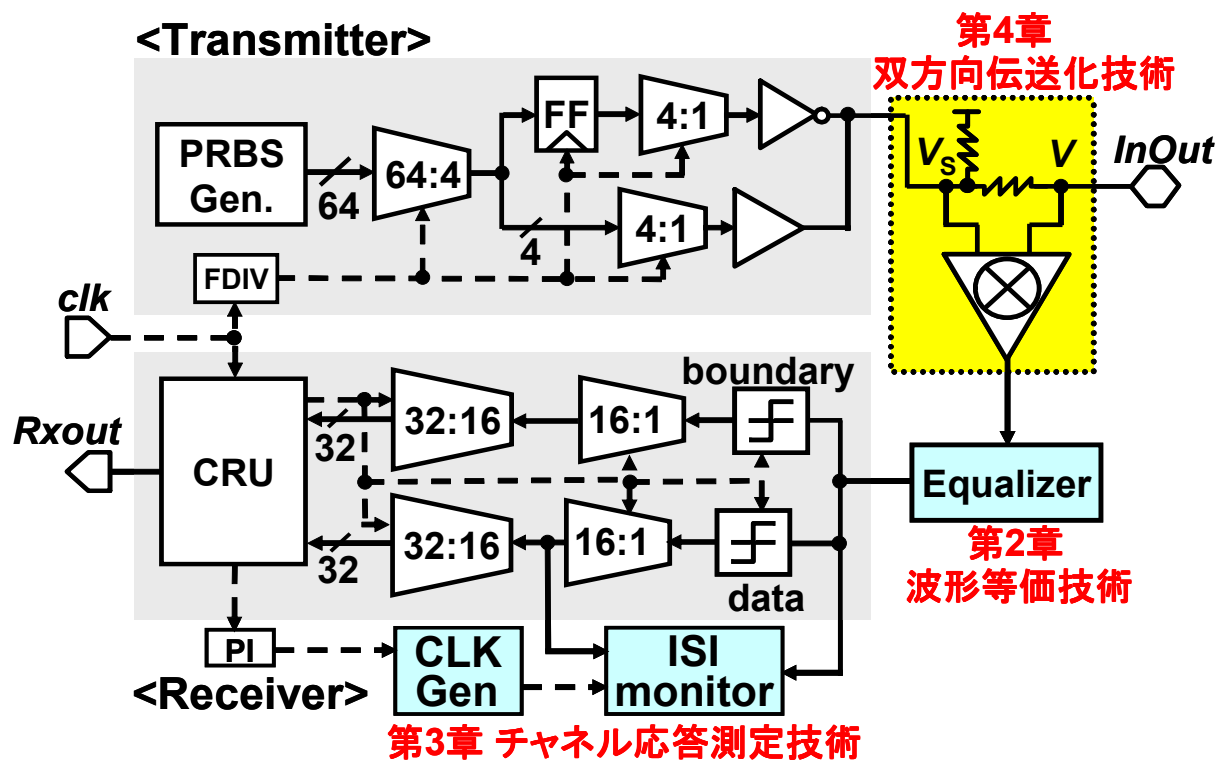 <Transmitter>
第4章
双方向伝送化技術
PRBS
Gen.
64
64:4
FF
4:1
4
4:1
VS
V
InOut
FDIV
clk
boundary
32:16
16:1
32
Rxout
CRU
Equalizer
第2章
波形等価技術
32:16
16:1
32
data
PI
<Receiver>
CLK
Gen
ISI
monitor
第3章 チャネル応答測定技術